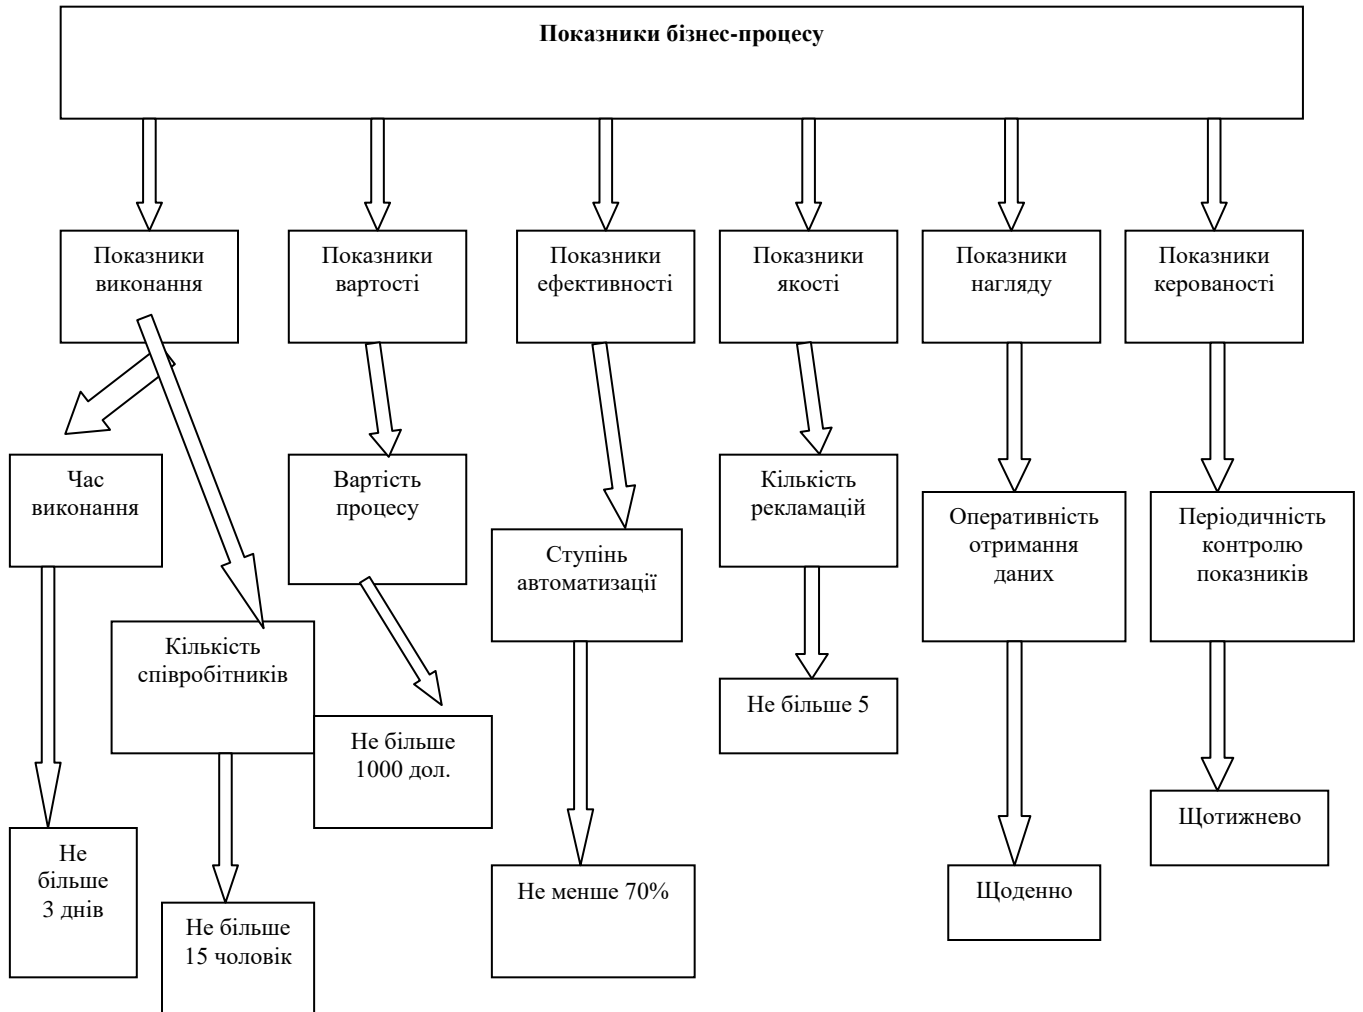 Показники бізнес-процесу
Показники
виконання
Показники
вартості
Показники
ефективності
Показники
якості
Показники
нагляду
Показники
керованості
Час
виконання
Вартість
процесу
Кількість
рекламацій
Оперативність
отримання
даних
Періодичність
контролю
показників
Ступінь
автоматизації
Кількість
співробітників
Не більше 5
Не більше
1000 дол.
Щотижнево
Не
більше
3 днів
Не менше 70%
Щоденно
Не більше
15 чоловік